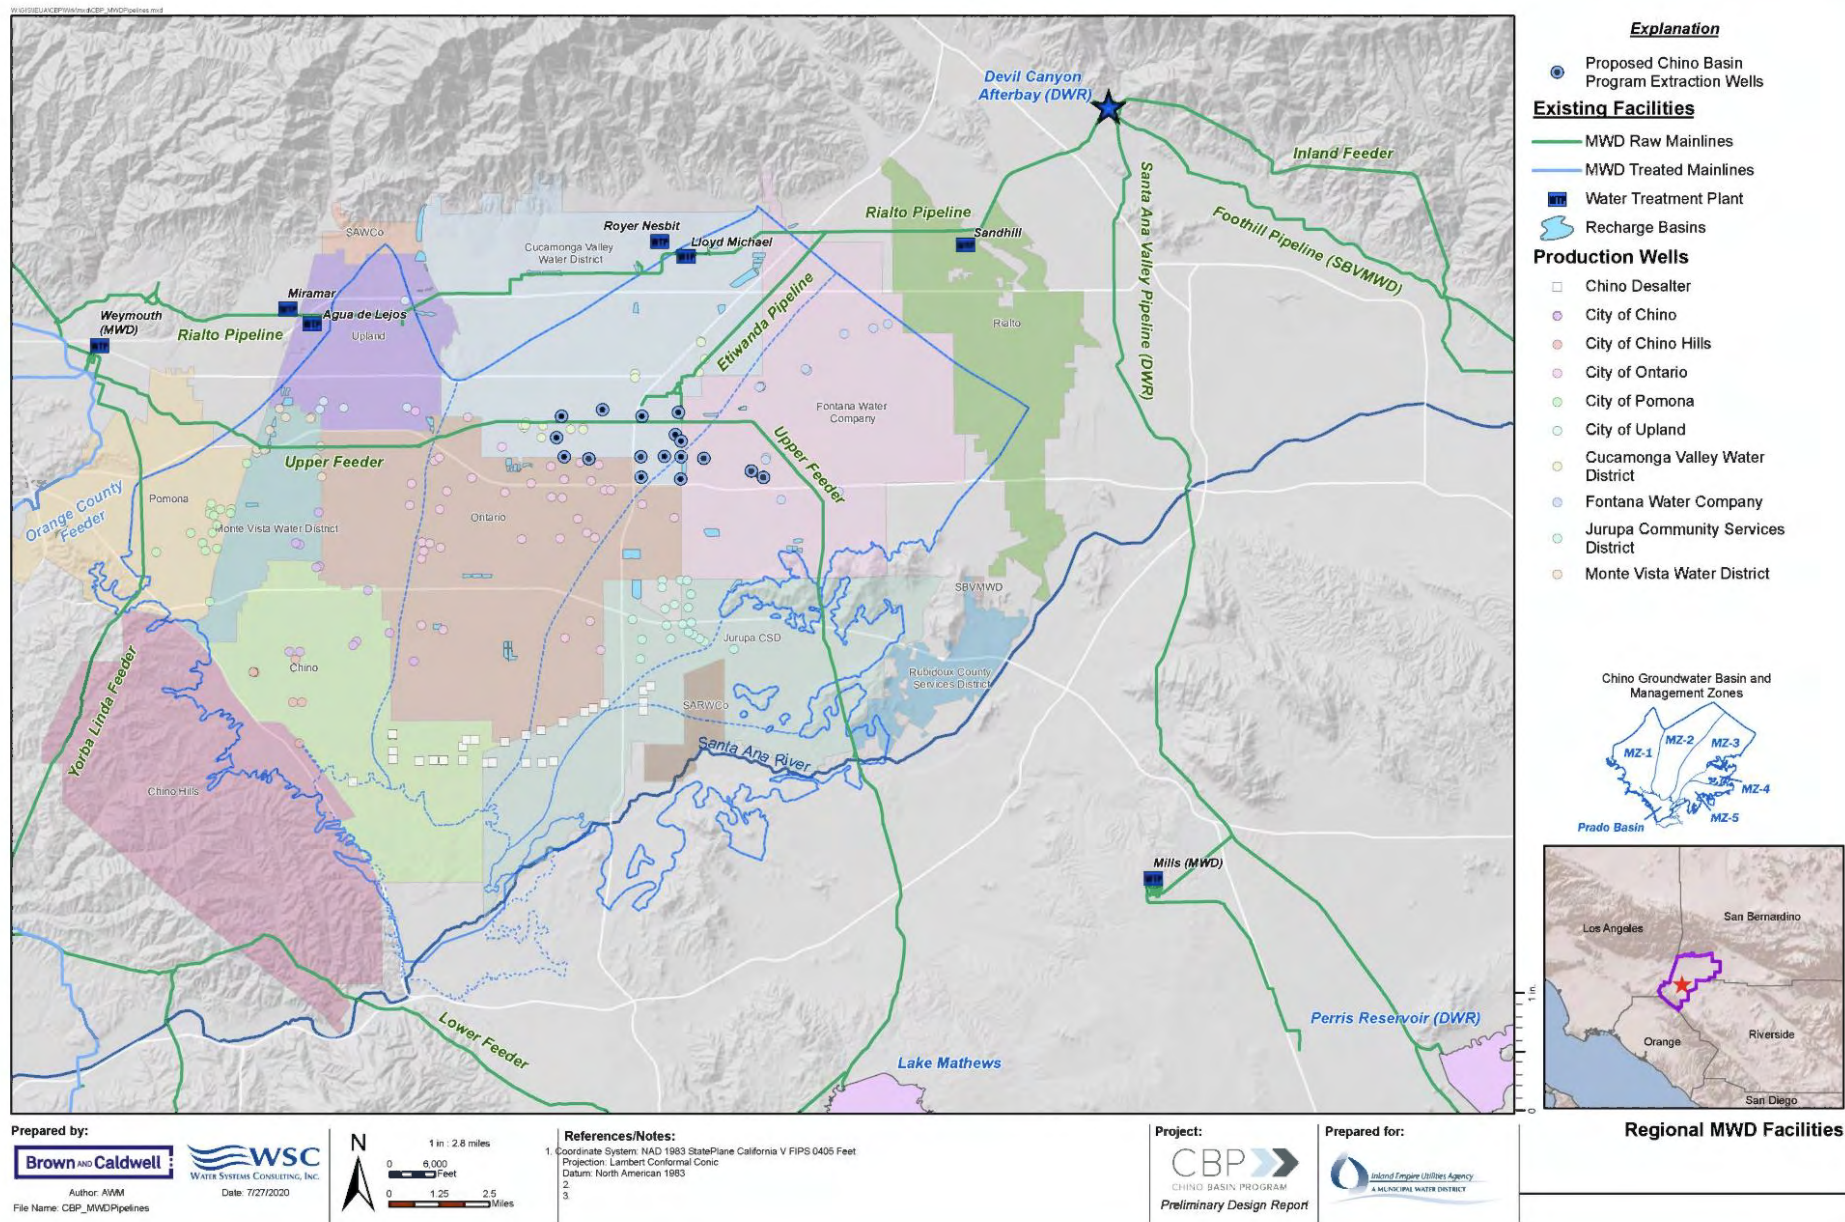 Devil Canyon
Afterbay (DWR)
Inland Feeder
Rialto Pipeline
Santa Ana Valley Pipeline (DWR)
Foothill Pipeline (SBVMWD)
SAWCo
Royer Nesbit
Cucamonga Valley
Water District
Lloyd Michael
Sandhill
Miramar
Weymouth
(MWD)
Agua de Lejos
Rialto Pipeline
Upland
Etiwanda Pipeline
Rialto
Fontana Water
Company
Upper Feeder
Upper Feeder
Orange County
Feeder
Pomona
Monte Vista Water District
Ontario
SBVMWD
Jurupa CSD
Chino
Rubidoux County
Services District
Yorba Linda Feeder
SARWCo
Santa Ana River
Chino Hills
Mills (MWD)
Lower Feeder
Lake Mathews
Perris Reservoir (DWR)
1 in.
0
Explanation
Proposed Chino Basin
Program Extraction Wells
Existing Facilities
MWD Raw Mainlines
MWD Treated Mainlines
WTP
Water Treatment Plant
Recharge Basins
Production Wells
Chino Desalter
City of Chino
City of Chino Hills
City of Ontario
City of Pomona
City of Upland
Cucamonga Valley Water
District
Fontana Water Company
Jurupa Community Services
District
Monte Vista Water District
Chino Groundwater Basin and
Management Zones
MZ-1
MZ-2
MZ-3
MZ-4
MZ-5
Prado Basin
Los Angeles
San Bernardino
Orange
Riverside
San Diego
Prepared by:
Brown AND Caldwell
WSC
WATER SYSTEMS CONSULTING, INC.
Author: AWM
Date: 7/27/2020
File Name: CBP_MWDPipelines
N
1 in : 2.8 miles
0 6,000
Feet
0 1.25 2.5
Miles
References/Notes:
1. Coordinate System: NAD 1983 StatePlane California V FIPS 0405 Feet
Projection: Lambert Conformal Conic
Datum: North American 1983
2.
3.
Project:
CBP
CHINO BASIN PROGRAM
Preliminary Design Report
Prepared for:
Inland Empire Utilities Agency
A MUNICIPAL WATER DISTRICT
Regional MWD Facilities